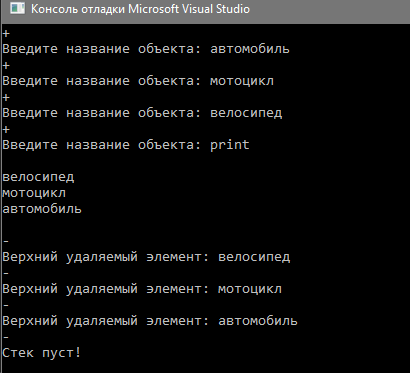 Консоль отладки Microsoft Visual Studio
+
Введите название объекта: автомобиль
+
Введите название объекта: мотоцикл
+
Введите название объекта: велосипед
+
Введите название объекта: print
велосипед
мотоцикл
автомобиль
-
Верхний удаляемый элемент: велосипед
-
Верхний удаляемый элемент: мотоцикл
-
Верхний удаляемый элемент: автомобиль
-
Стек пуст!